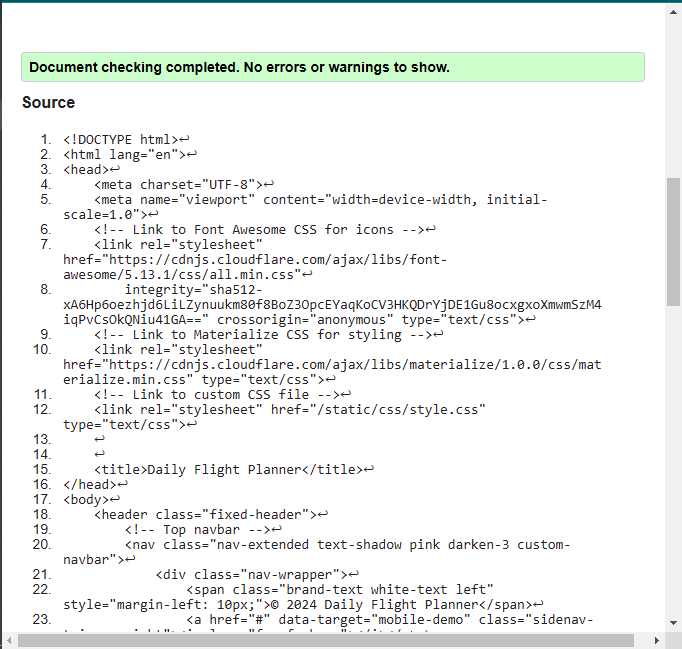 Document checking completed. No errors or warnings to show.
Source
1. <!DOCTYPE html>↩
2. <html lang="en">↩
3. <head>↩
4. <meta charset="UTF-8">↩
5. <meta name="viewport" content="width=device-width, initial-
scale=1.0">↩
6. <!-- Link to Font Awesome CSS for icons -->↩
7. <link rel="stylesheet"
href="https://cdnjs.cloudflare.com/ajax/libs/font-
awesome/5.13.1/css/all.min.css"↩
8. integrity="sha512-
xA6Hp6oezhjd6LiLZynuukm80f8BoZ3OpcEYaqKoCV3HKQDrYjDE1Gu8ocxgxoXmwmSzM4
iqPvCsOkQNiu41GA==" crossorigin="anonymous" type="text/css">↩
9. <!-- Link to Materialize CSS for styling -->↩
10. <link rel="stylesheet"
href="https://cdnjs.cloudflare.com/ajax/libs/materialize/1.0.0/css/mat
erialize.min.css" type="text/css">↩
11. <!-- Link to custom CSS file -->↩
12. <link rel="stylesheet" href="/static/css/style.css"
type="text/css">↩
13. ↩
14. ↩
15. <title>Daily Flight Planner</title>↩
16. </head>↩
17. <body>↩
18. <header class="fixed-header">↩
19. <!-- Top navbar -->↩
20. <nav class="nav-extended text-shadow pink darken-3 custom-
navbar">↩
21. <div class="nav-wrapper">↩
22. <span class="brand-text white-text left"
style="margin-left: 10px;">© 2024 Daily Flight Planner</span>↩
23. <a href="#" data-target="mobile-demo" class="sidenav-